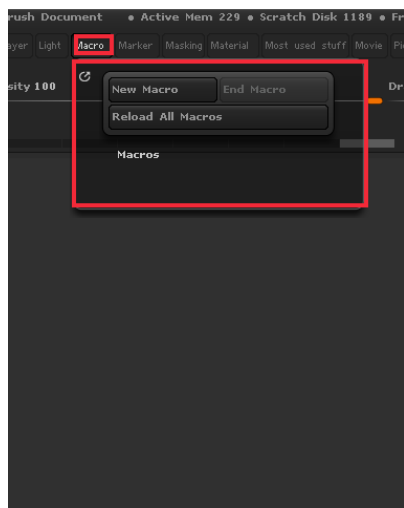 rush Document • Active Mem 229 • Scratch Disk 1189 • Fr
ayer Light Macro Marker Masking Material Most used stuff Movie Pi
sity 100 Dr
New Macro End Macro
Reload All Macros
Macros